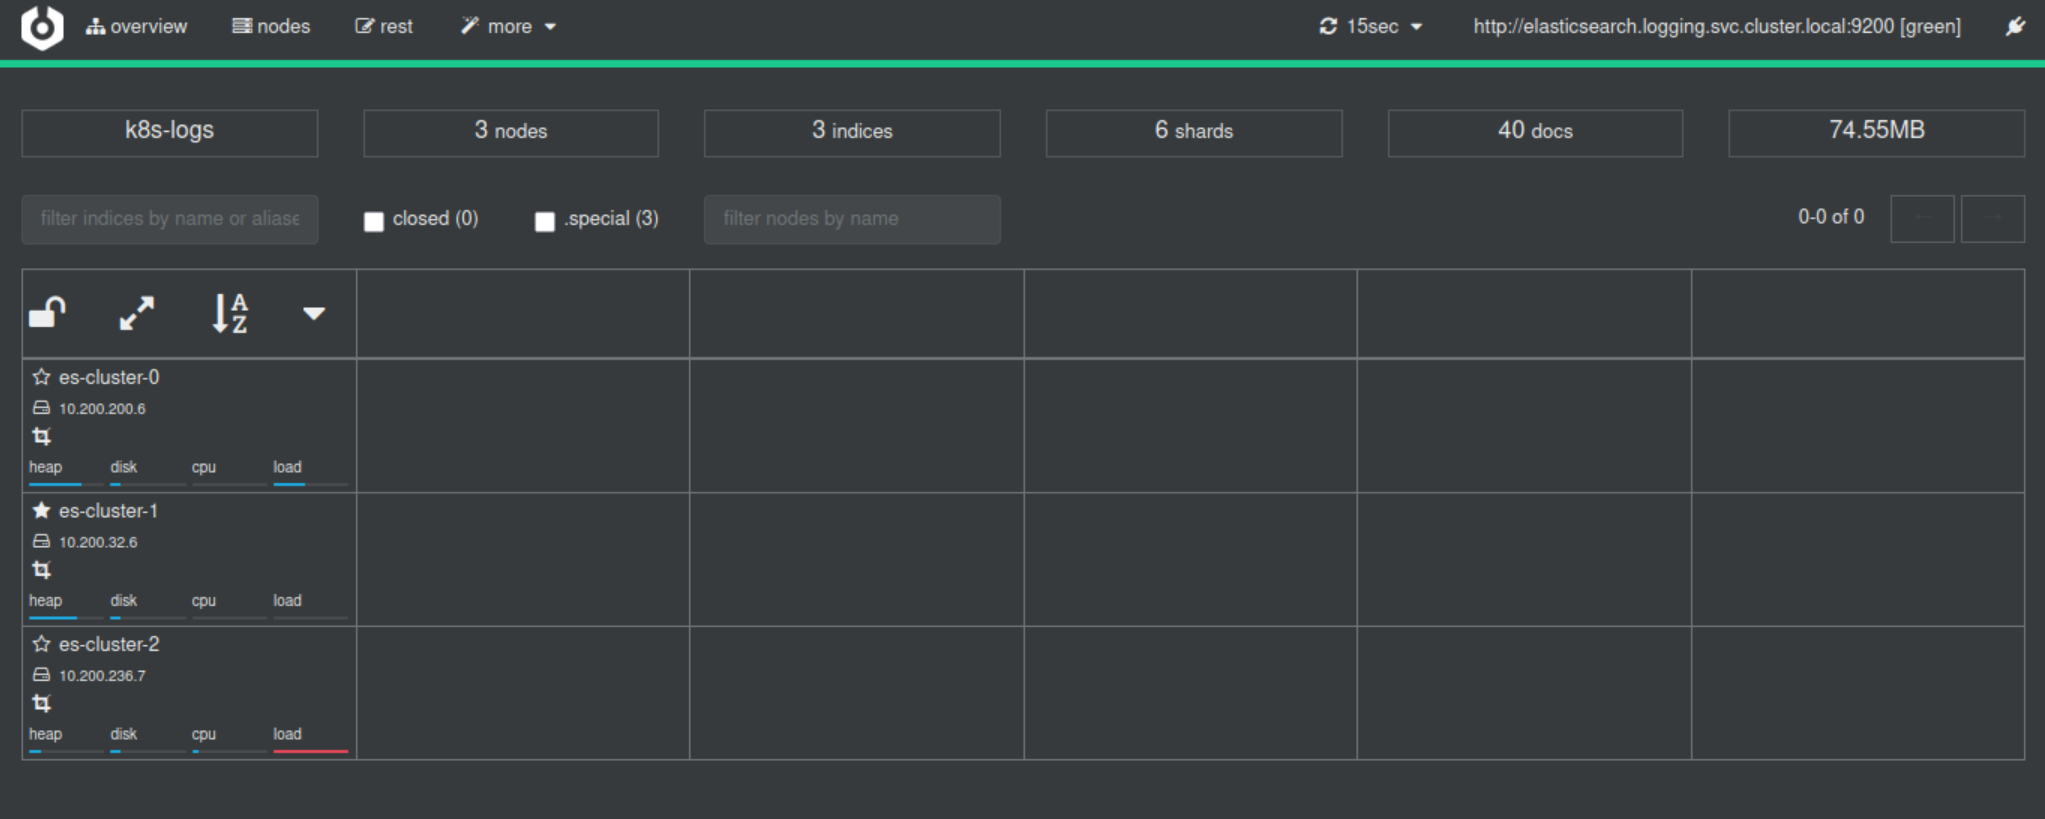 overview nodes rest more 15sec http://elasticsearch.logging.svc.cluster.local:9200 [green]
k8s-logs 3 nodes 3 indices 6 shards 40 docs 74.55MB
filter indices by name or aliase closed (0) .special (3) filter nodes by name 0-0 of 0 ← →
A
Z
es-cluster-0
10.200.200.6
heap disk cpu load
es-cluster-1
10.200.32.6
heap disk cpu load
es-cluster-2
10.200.236.7
heap disk cpu load